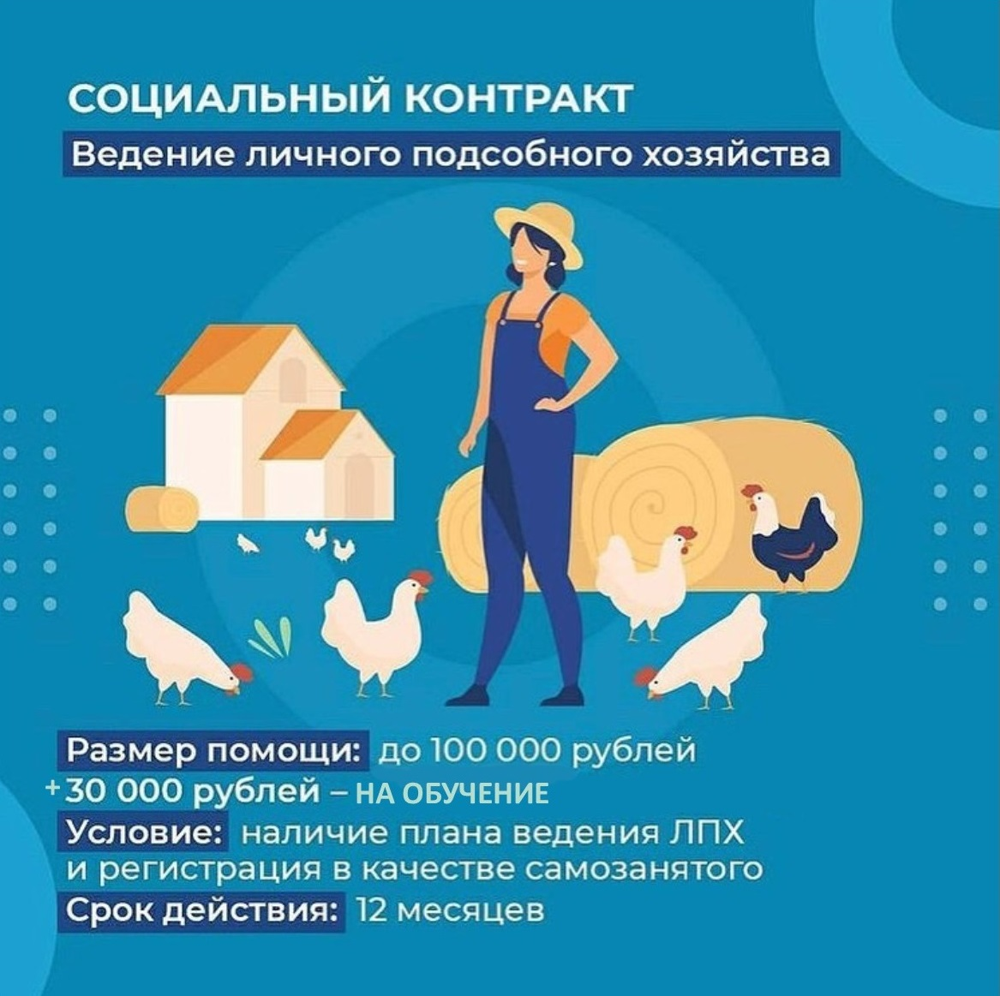 СОЦИАЛЬНЫЙ КОНТРАКТ
Ведение личного подсобного хозяйства
Размер помощи: до 100 000 рублей
+30 000 рублей – НА ОБУЧЕНИЕ
Условие: наличие плана ведения ЛПХ
и регистрация в качестве самозанятого
Срок действия: 12 месяцев